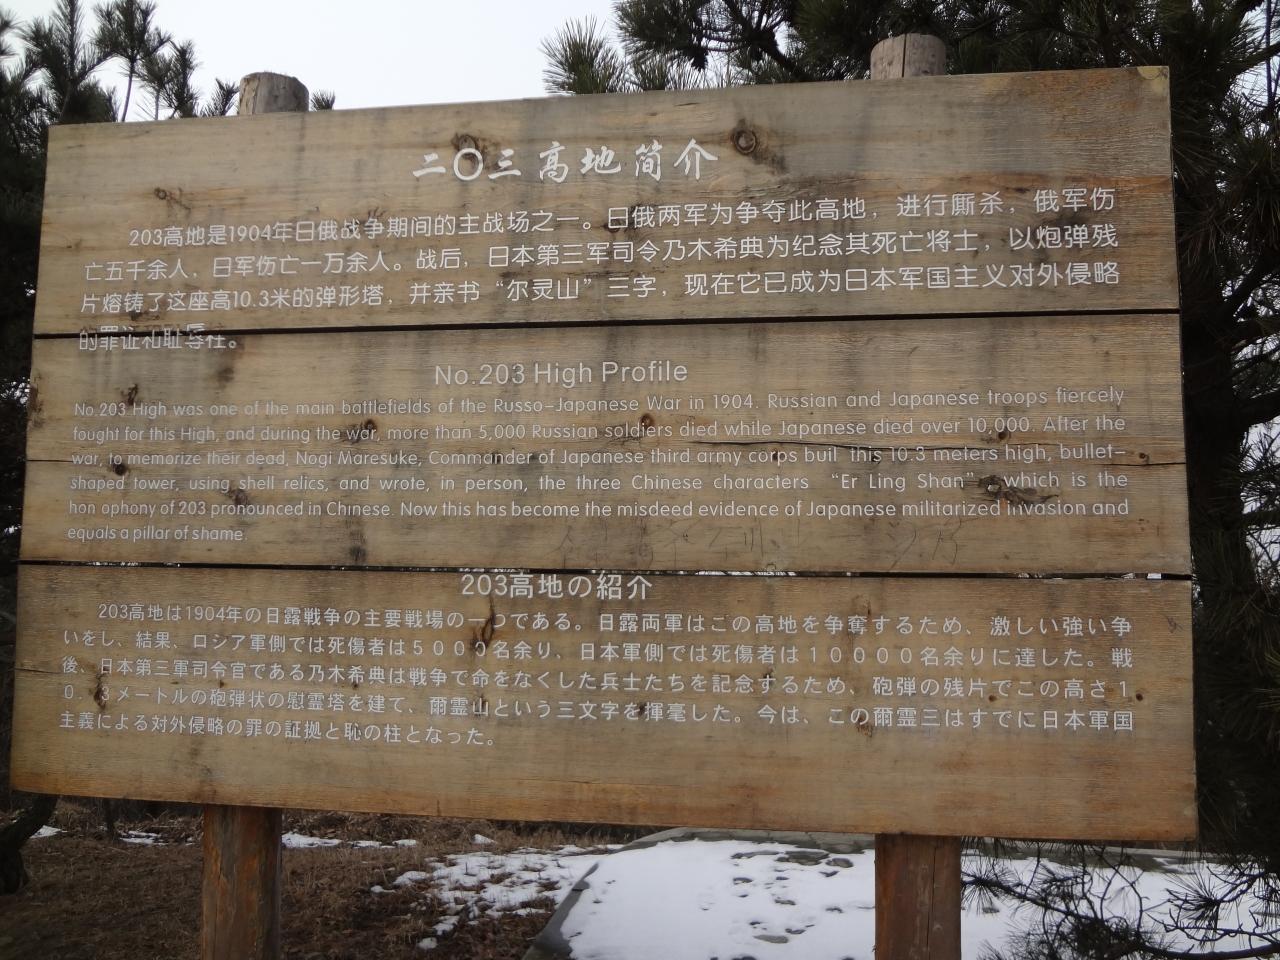 二〇三高地简介
203高地是1904年日俄战争期间的主战场之一。日俄两军为争夺此高地，进行厮杀，俄军伤
亡五千余人，日军伤亡一万余人。战后，日本第三军司令乃木希典为纪念其死亡将士，以炮弹残
片熔铸了这座高10.3米的弹形塔，并亲书“尔灵山”三字，现在它已成为日本军国主义对外侵略
的罪证和耻辱柱。
No.203 High Profile
No.203 High was one of the main battlefields of the Russo-Japanese War in 1904. Russian and Japanese troops fiercely
fought for this High, and during the war, more than 5,000 Russian soldiers died while Japanese died over 10,000. After the
war, to memorize their dead, Nogi Maresuke, Commander of Japanese third army corps buil this 10.3 meters high, bullet-
shaped tower, using shell relics, and wrote, in person, the three Chinese characters “Er Ling Shan”, which is the
hon ophony of 203 pronounced in Chinese. Now this has become the misdeed evidence of Japanese militarized invasion and
equals a pillar of shame.
203高地の紹介
203高地は1904年の日露戦争の主要戦場の一つである。日露両軍はこの高地を争奪するため、激しい強い争
いをし、結果、ロシア軍側では死傷者は５０００名余り、日本軍側では死傷者は１００００名余りに達した。戦
後、日本第三軍司令官である乃木希典は戦争で命をなくした兵士たちを記念するため、砲弾の残片でこの高さ１
０．３メートルの砲弾状の慰霊塔を建て、爾霊山という三文字を揮毫した。今は、この爾霊三はすでに日本軍国
主義による対外侵略の罪の証拠と恥の柱となった。